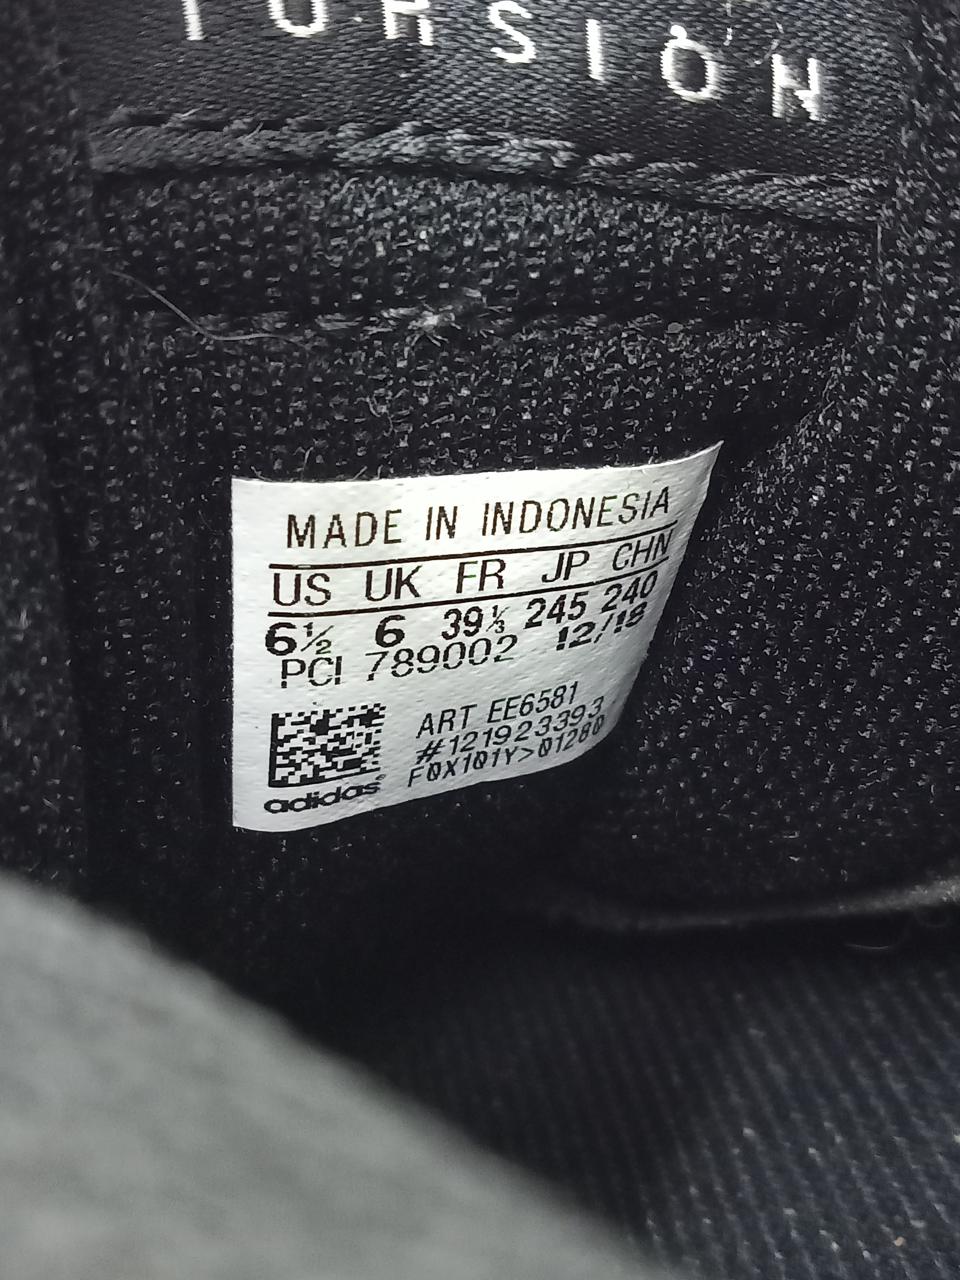 TORSION
MADE IN INDONESIA
US UK FR JP CHN
6½ 6 39⅓ 245 240
PCI 789002 12/18
ART EE6581
#121923393
F0X101Y>01280
adidas®